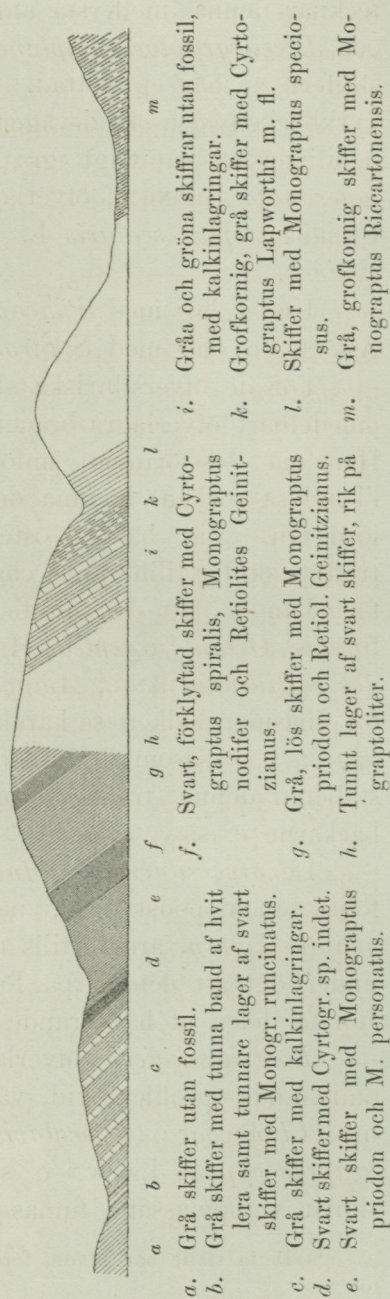 a b c d e f g h i k l m
a. Grå skiffer utan fossil.
b. Grå skiffer med tunna band af hvit
lera samt tunnare lager af svart
skiffer med Monogr. runcinatus.
c. Grå skiffer med kalkinlagringar.
d. Svart skiffer med Cyrtogr. sp. indet.
e. Svart skiffer med Monograptus
priodon och M. personatus.
f. Svart, förklyftad skiffer med Cyrto-
graptus spiralis, Monograptus
nodifer och Retiolites Geinit-
zianus.
g. Grå, lös skiffer med Monograptus
priodon och Retiol. Geinitzianus.
h. Tunnt lager af svart skiffer, rik på
graptoliter.
i. Gråa och gröna skiffrar utan fossil,
med kalkinlagringar.
k. Grofkornig, grå skiffer med Cyrto-
graptus Lapworthi m. fl.
l. Skiffer med Monograptus specio-
sus.
m. Grå, grofkornig skiffer med Mo-
nograptus Riccartonensis.